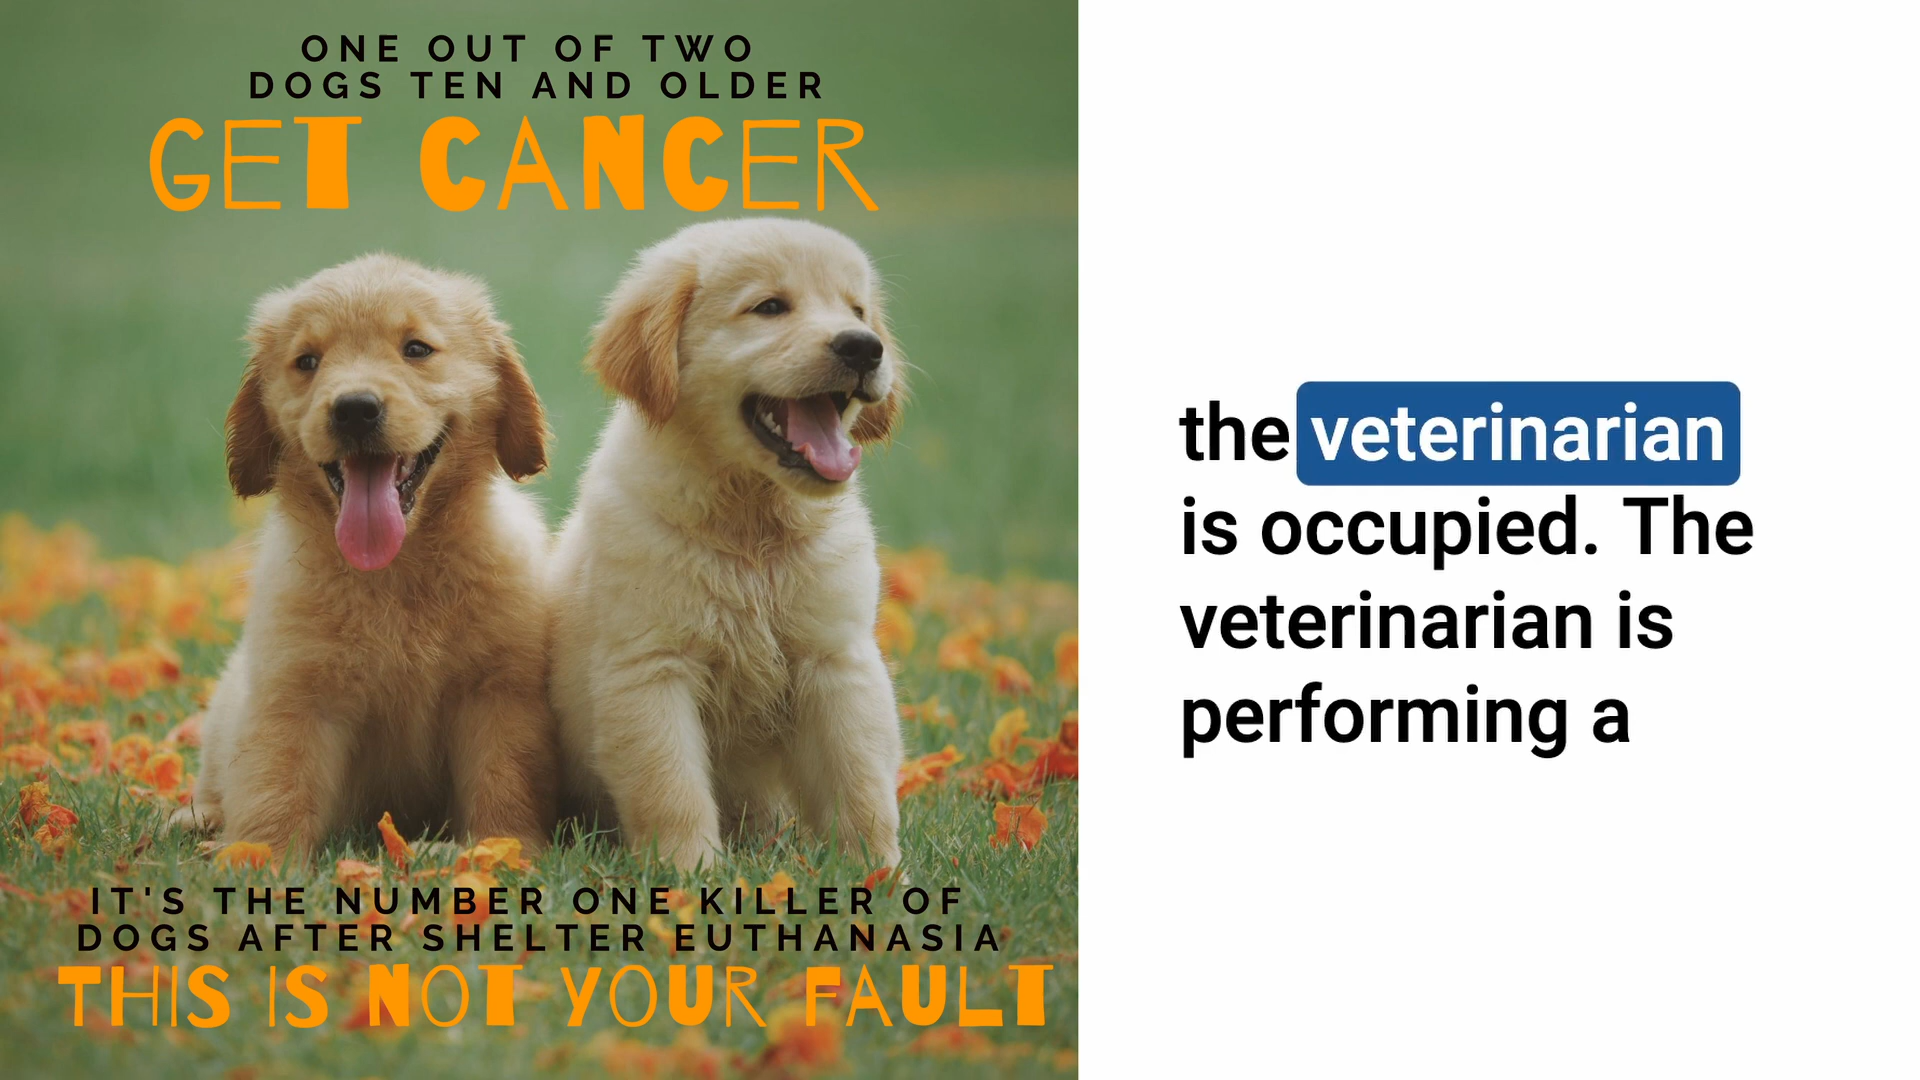 ONE OUT OF TWO
DOGS TEN AND OLDER
GET CANCER
IT'S THE NUMBER ONE KILLER OF
DOGS AFTER SHELTER EUTHANASIA
THIS IS NOT YOUR FAULT
the veterinarian
is occupied. The
veterinarian is
performing a